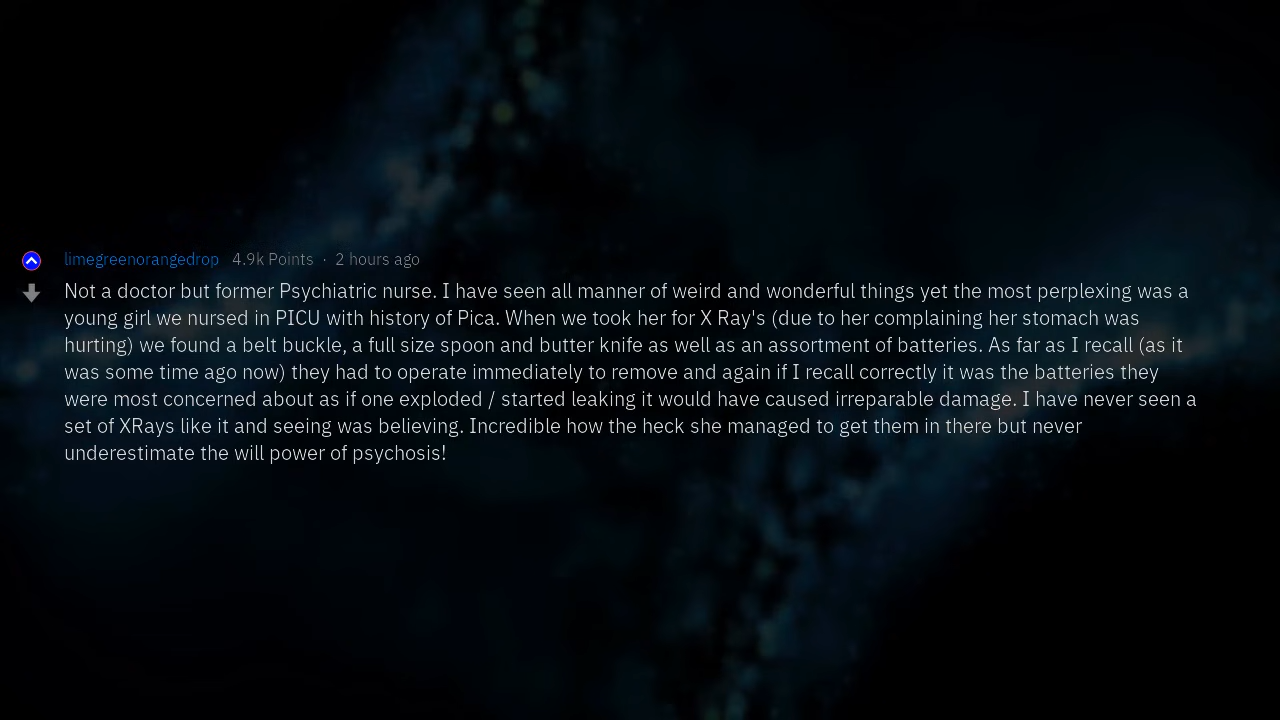 limegreenorangedrop 4.9k Points · 2 hours ago
Not a doctor but former Psychiatric nurse. I have seen all manner of weird and wonderful things yet the most perplexing was a
young girl we nursed in PICU with history of Pica. When we took her for X Ray's (due to her complaining her stomach was
hurting) we found a belt buckle, a full size spoon and butter knife as well as an assortment of batteries. As far as I recall (as it
was some time ago now) they had to operate immediately to remove and again if I recall correctly it was the batteries they
were most concerned about as if one exploded / started leaking it would have caused irreparable damage. I have never seen a
set of XRays like it and seeing was believing. Incredible how the heck she managed to get them in there but never
underestimate the will power of psychosis!